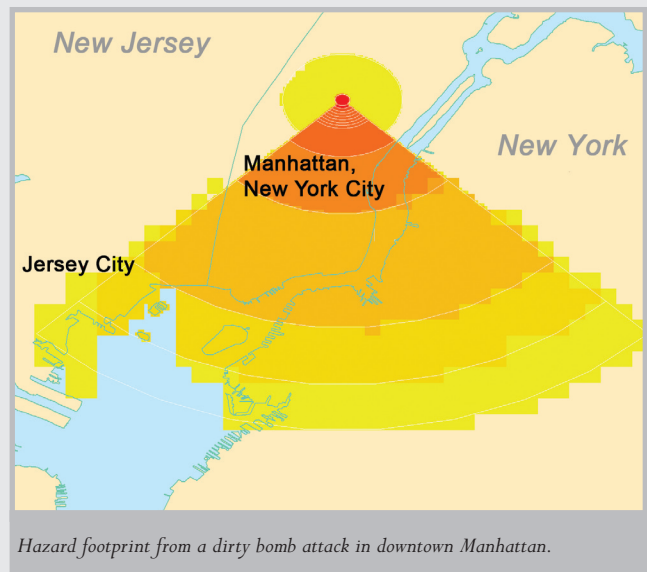 New Jersey
New York
Manhattan,
New York City
Jersey City
Hazard footprint from a dirty bomb attack in downtown Manhattan.